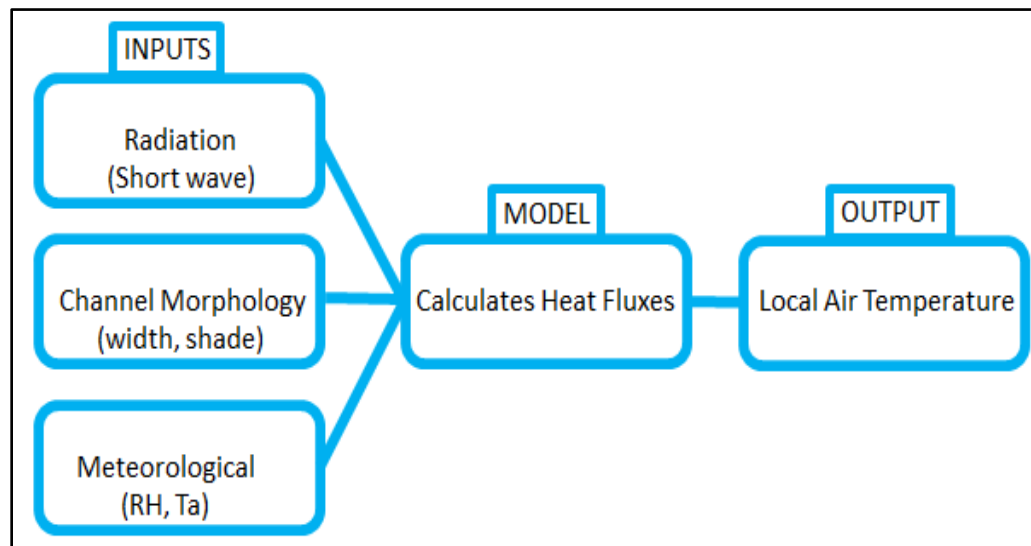 INPUTS
Radiation
(Short wave)
Channel Morphology
(width, shade)
Meteorological
(RH, Ta)
MODEL
Calculates Heat Fluxes
OUTPUT
Local Air Temperature